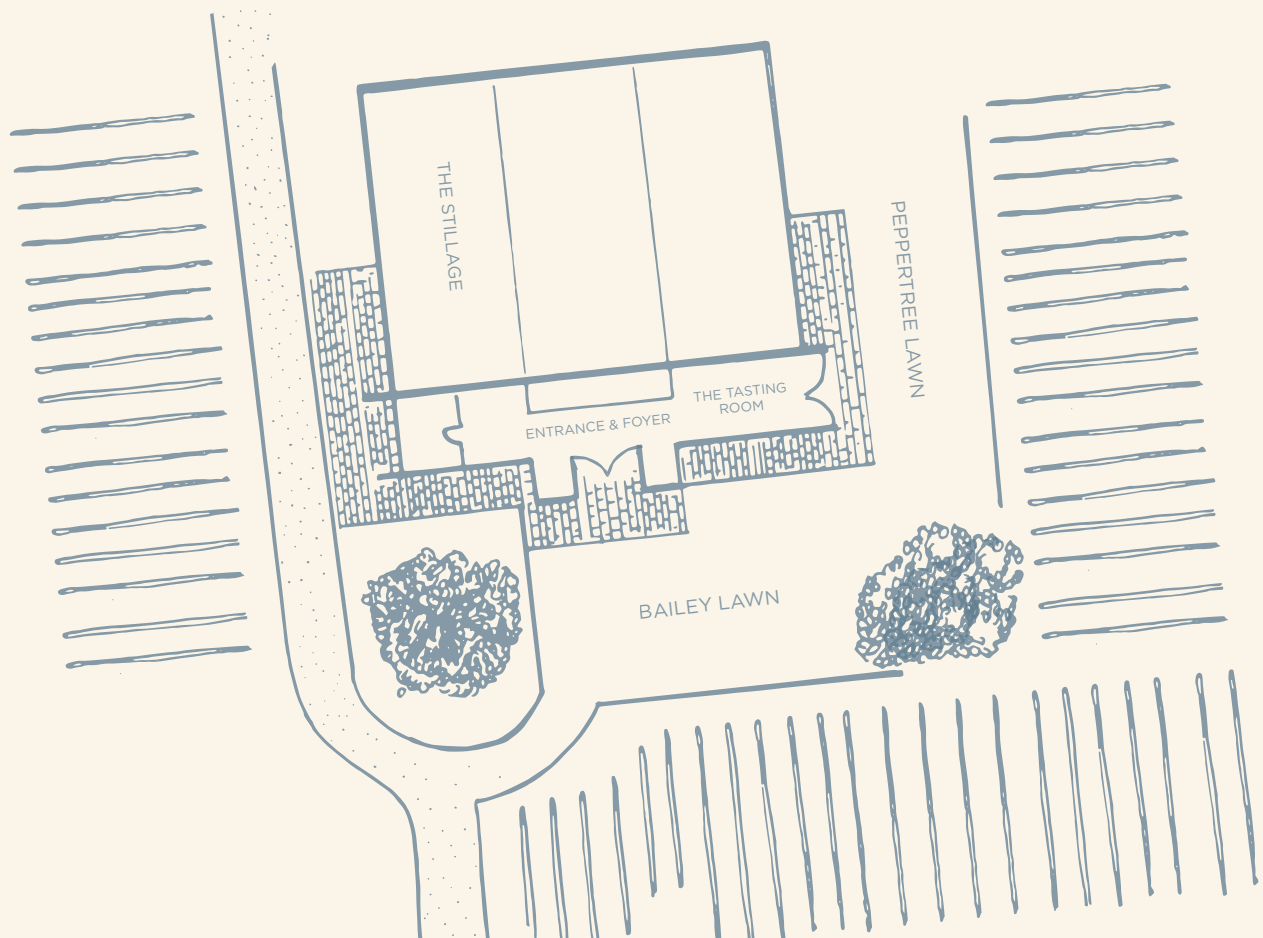 THE STILLAGE
PEPPERTREE LAWN
THE TASTING
ROOM
ENTRANCE & FOYER
BAILEY LAWN